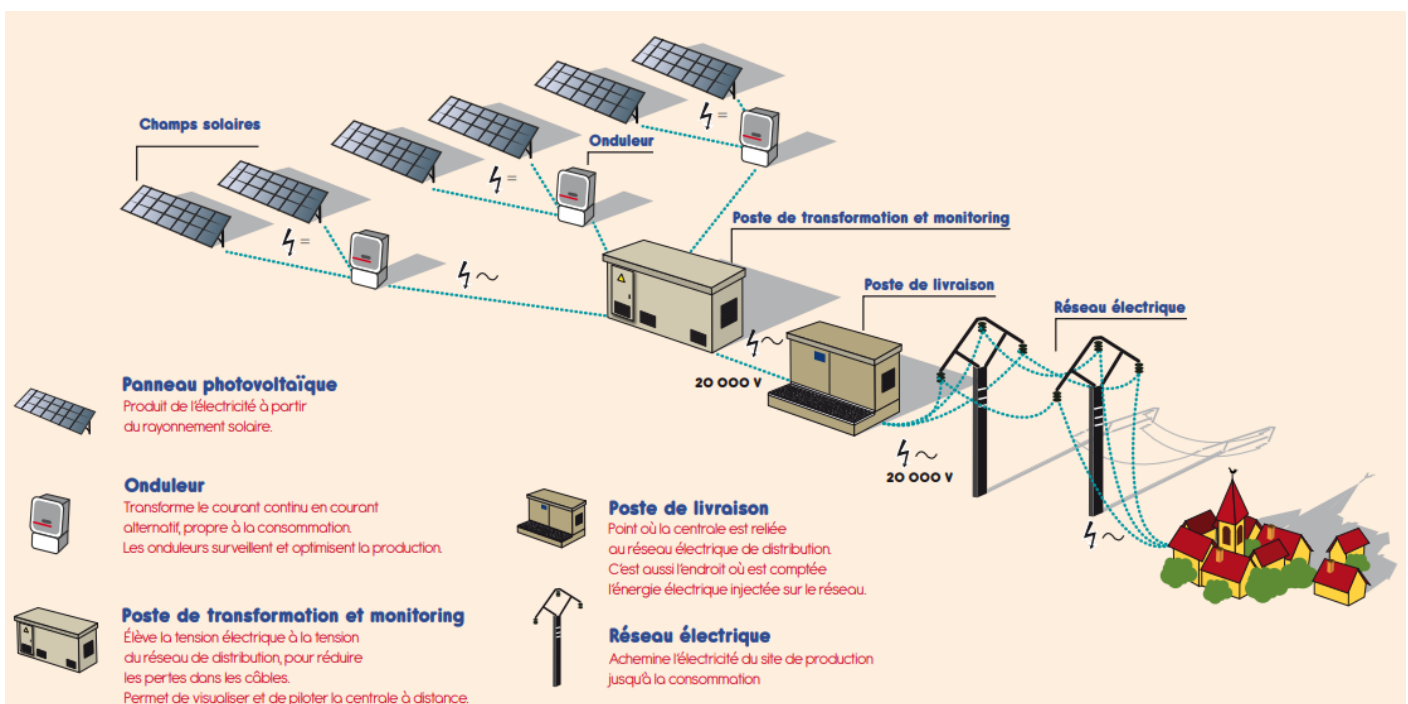 Champs solaires
Onduleur
Poste de transformation et monitoring
Poste de livraison
Réseau électrique
=
=
=
~
~
20 000 V
~
20 000 V
~
Panneau photovoltaïque
Produit de l'électricité à partir
du rayonnement solaire.
Onduleur
Transforme le courant continu en courant
alternatif, propre à la consommation.
Les onduleurs surveillent et optimisent la production.
Poste de transformation et monitoring
Élève la tension électrique à la tension
du réseau de distribution, pour réduire
les pertes dans les câbles.
Permet de visualiser et de piloter la centrale à distance.
Poste de livraison
Point où la centrale est reliée
au réseau électrique de distribution.
C'est aussi l'endroit où est comptée
l'énergie électrique injectée sur le réseau.
Réseau électrique
Achemine l'électricité du site de production
jusqu'à la consommation